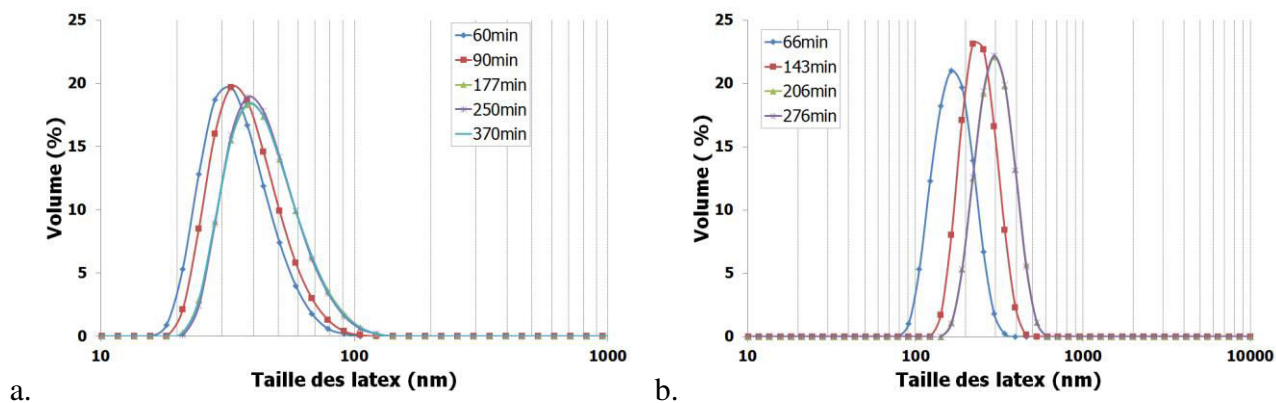 25
20
15
10
5
0
Volume (%)
60min
90min
177min
250min
370min
10 100 1000
Taille des latex (nm)
a.
25
20
15
10
5
0
Volume ( %)
66min
143min
206min
276min
10 100 1000 10000
Taille des latex (nm)
b.